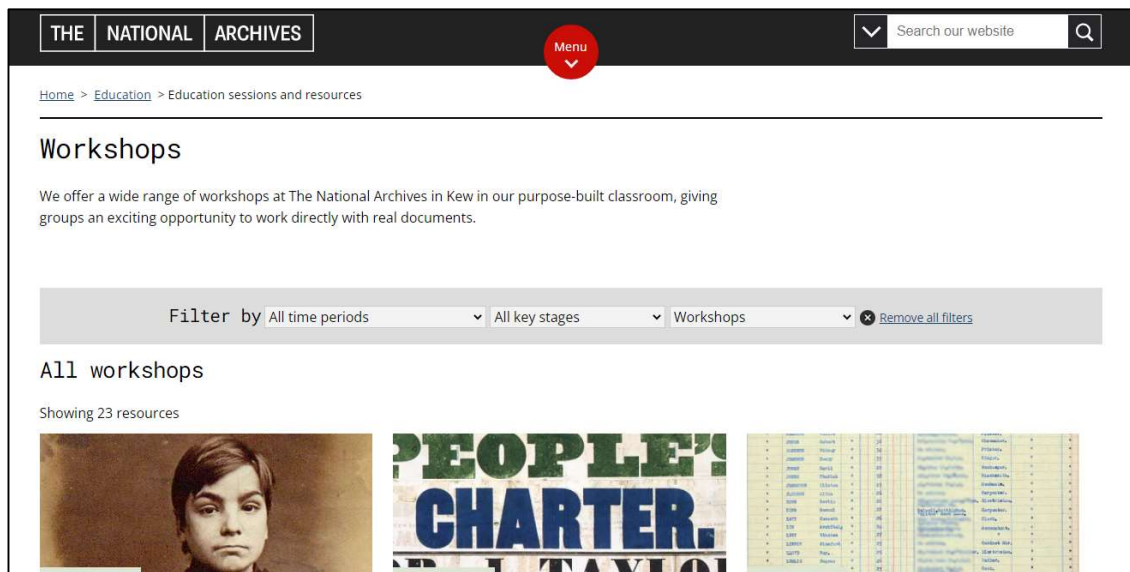 THE NATIONAL ARCHIVES
Menu
Search our website
Home > Education > Education sessions and resources
Workshops
We offer a wide range of workshops at The National Archives in Kew in our purpose-built classroom, giving
groups an exciting opportunity to work directly with real documents.
Filter by All time periods All key stages Workshops Remove all filters
All workshops
Showing 23 resources
PEOPLE'S
CHARTER.